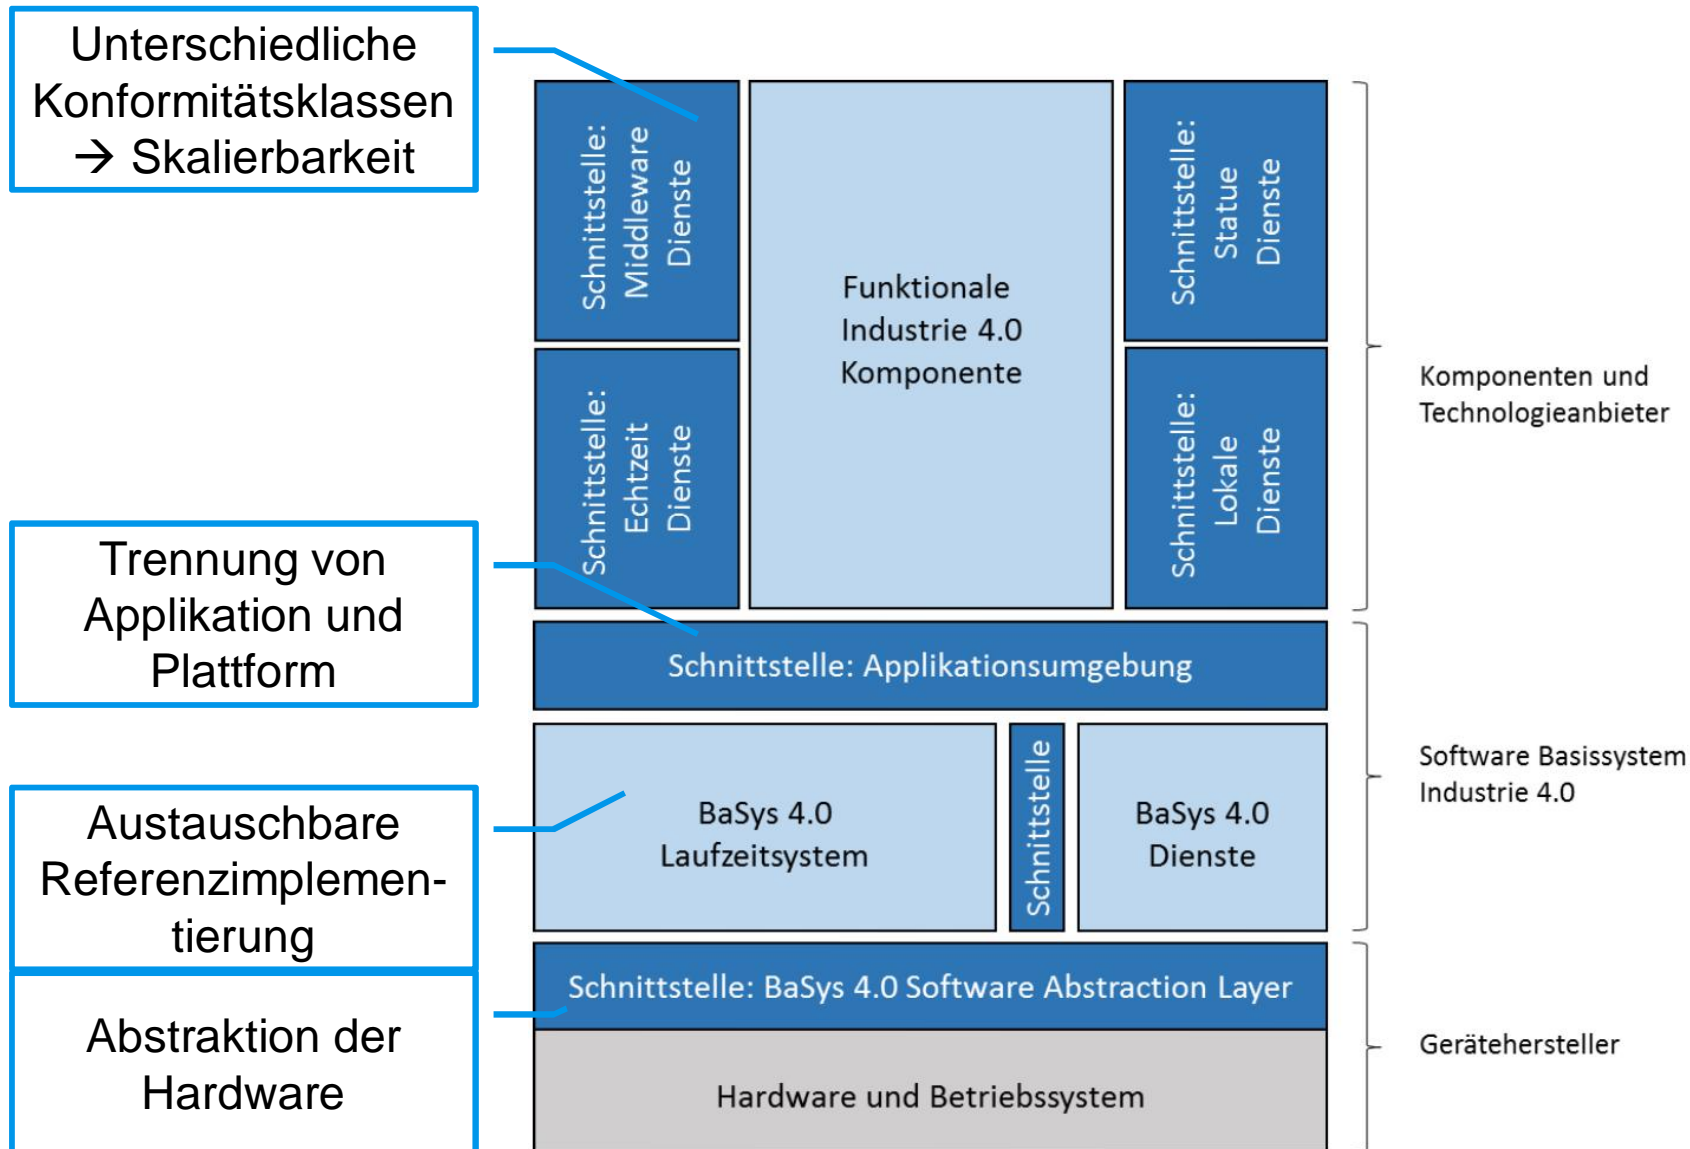 Unterschiedliche
Konformitätsklassen
→ Skalierbarkeit
Trennung von
Applikation und
Plattform
Austauschbare
Referenzimplemen-
tierung
Abstraktion der
Hardware
Schnittstelle:
Middleware
Dienste
Funktionale
Industrie 4.0
Komponente
Schnittstelle:
Statue
Dienste
Schnittstelle:
Echtzeit
Dienste
Schnittstelle:
Lokale
Dienste
Schnittstelle: Applikationsumgebung
BaSys 4.0
Laufzeitsystem
Schnittstelle
BaSys 4.0
Dienste
Schnittstelle: BaSys 4.0 Software Abstraction Layer
Hardware und Betriebssystem
Komponenten und
Technologieanbieter
Software Basissystem
Industrie 4.0
Gerätehersteller